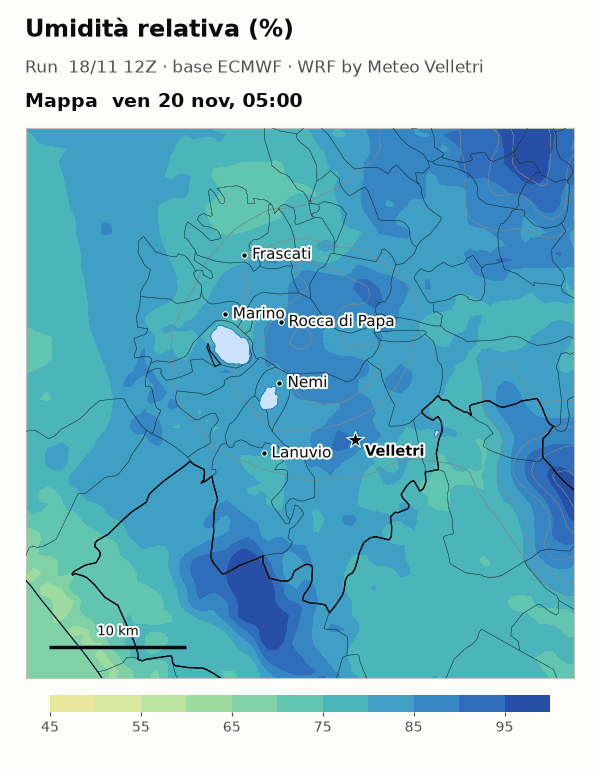 Umidità relativa (%)
Run  18/11 12Z · base ECMWF · WRF by Meteo Velletri
Mappa  ven 20 nov, 05:00
Frascati
Marino
Rocca di Papa
Nemi
Velletri
Lanuvio
10 km
45 55 65 75 85 95